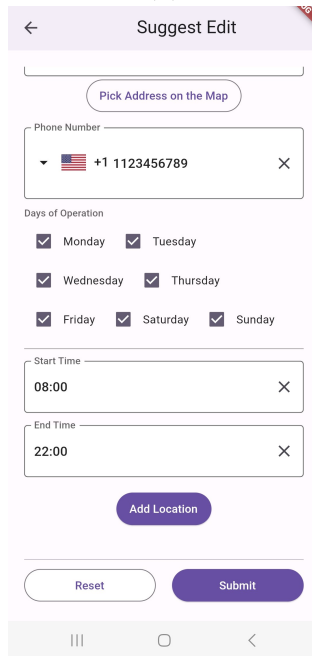 Suggest Edit
Pick Address on the Map
Phone Number
+1 1123456789
Days of Operation
Monday Tuesday
Wednesday Thursday
Friday Saturday Sunday
Start Time
08:00
End Time
22:00
Add Location
Reset Submit